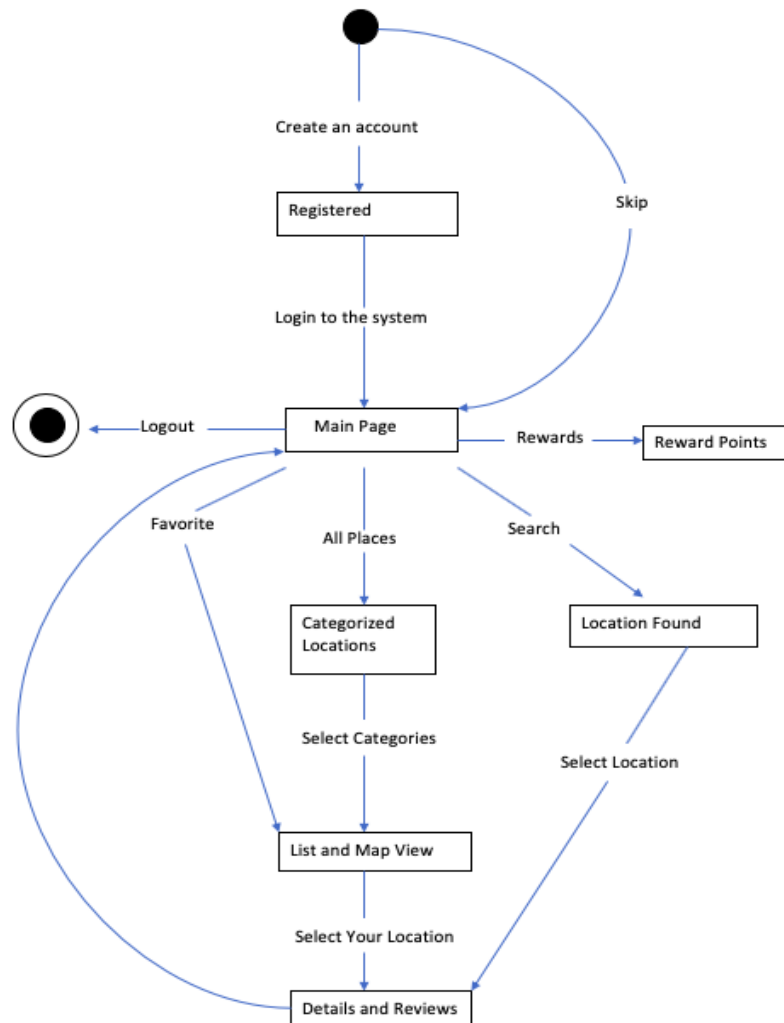 Create an account
Registered
Skip
Login to the system
Logout
Main Page
Rewards
Reward Points
Favorite
All Places
Search
Categorized
Locations
Location Found
Select Categories
Select Location
List and Map View
Select Your Location
Details and Reviews